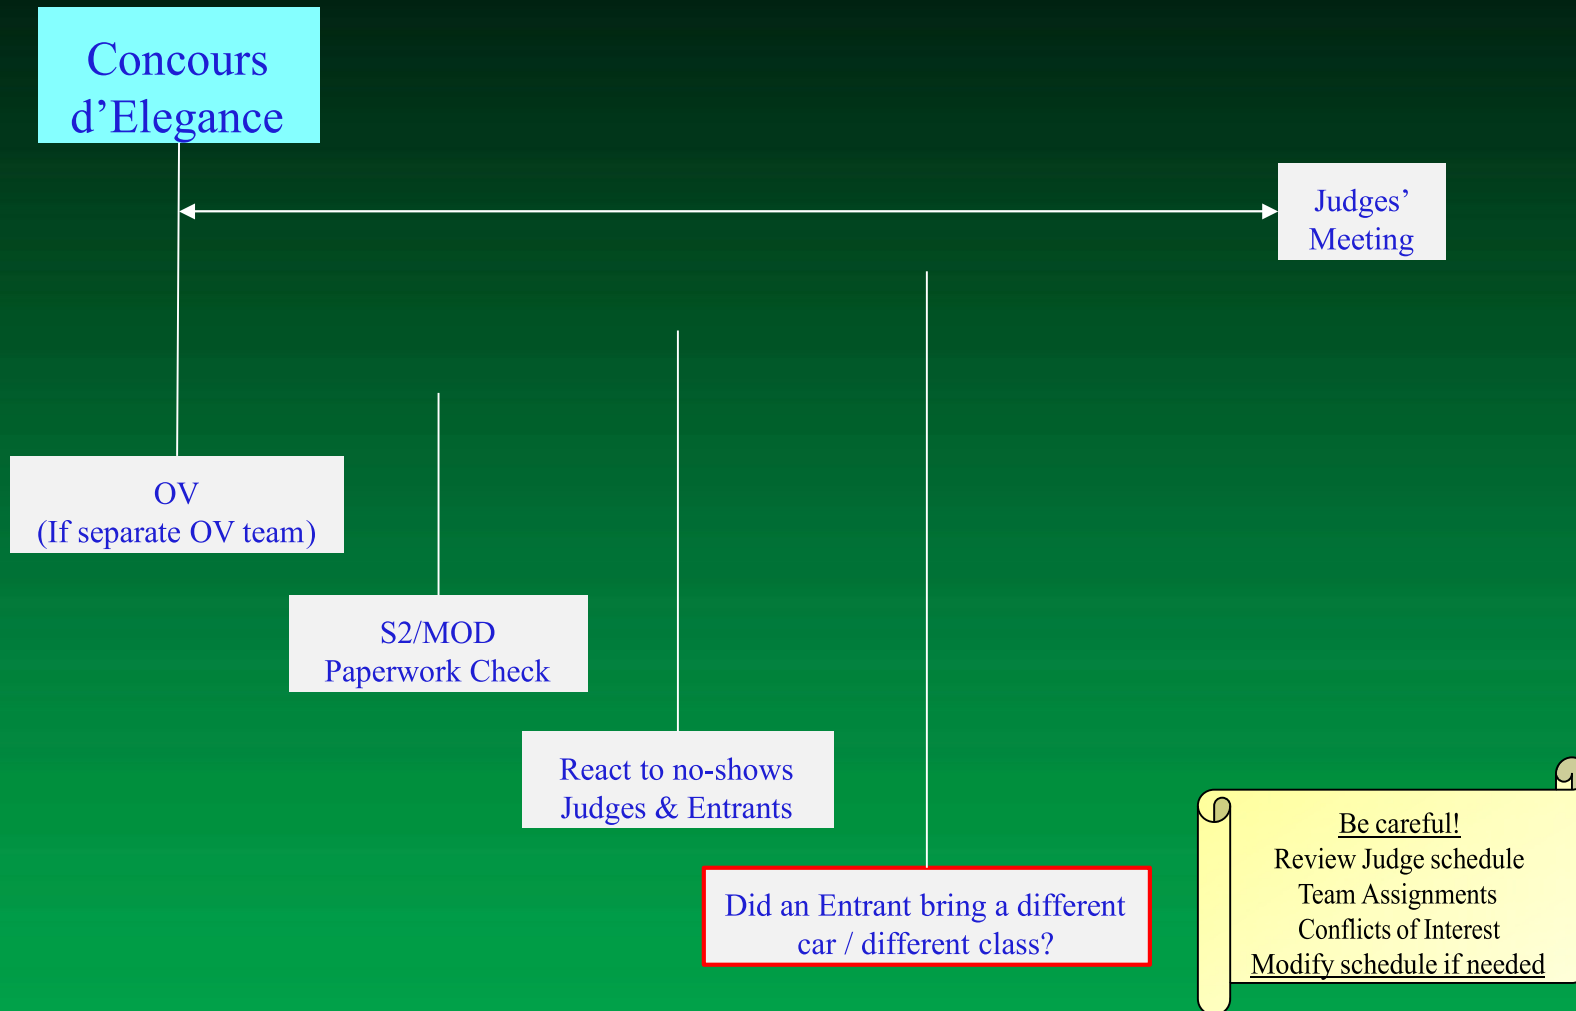 Concours
d’Elegance
Judges’
Meeting
OV
(If separate OV team)
S2/MOD
Paperwork Check
React to no-shows
Judges & Entrants
Did an Entrant bring a different
car / different class?
Be careful!
Review Judge schedule
Team Assignments
Conflicts of Interest
Modify schedule if needed